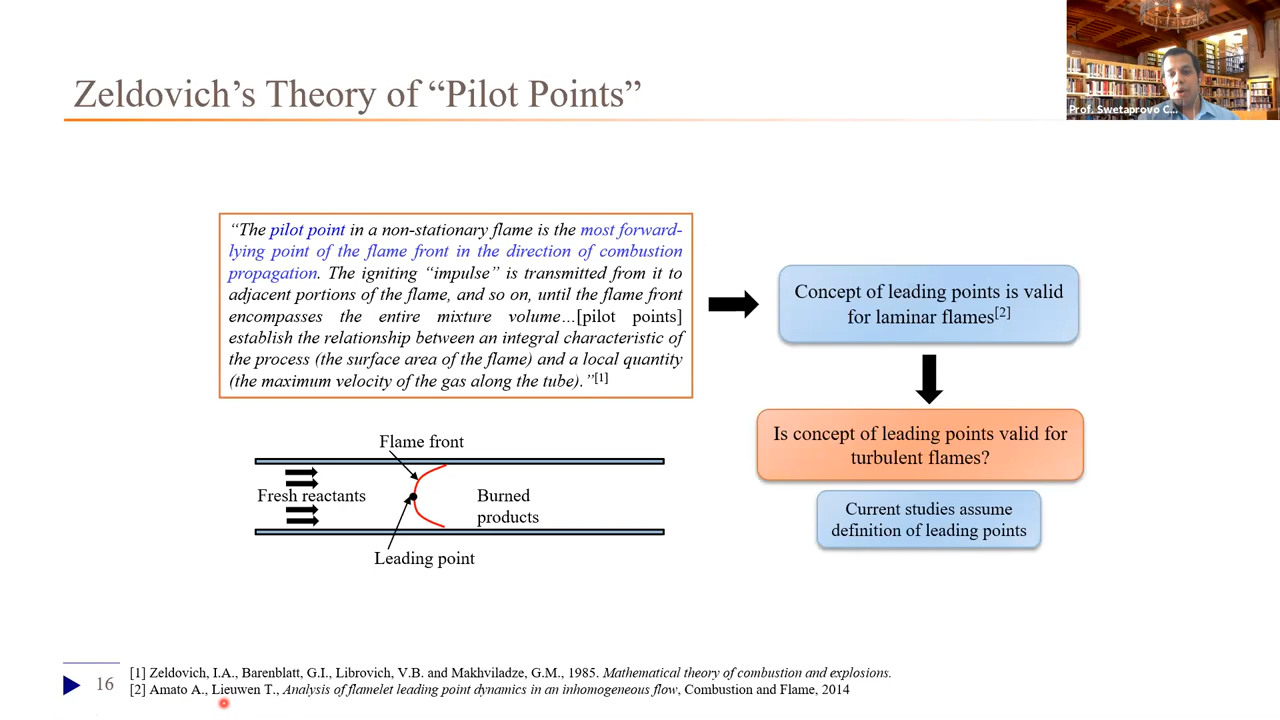 Prof. Swetaprovo C...
Zeldovich’s Theory of “Pilot Points”
“The pilot point in a non-stationary flame is the most forward-
lying point of the flame front in the direction of combustion
propagation. The igniting “impulse” is transmitted from it to
adjacent portions of the flame, and so on, until the flame front
encompasses the entire mixture volume…[pilot points]
establish the relationship between an integral characteristic of
the process (the surface area of the flame) and a local quantity
(the maximum velocity of the gas along the tube).”[1]
Concept of leading points is valid
for laminar flames[2]
Is concept of leading points valid for
turbulent flames?
Current studies assume
definition of leading points
Flame front
Fresh reactants
Burned
products
Leading point
16
[1] Zeldovich, I.A., Barenblatt, G.I., Librovich, V.B. and Makhviladze, G.M., 1985. Mathematical theory of combustion and explosions.
[2] Amato A., Lieuwen T., Analysis of flamelet leading point dynamics in an inhomogeneous flow, Combustion and Flame, 2014